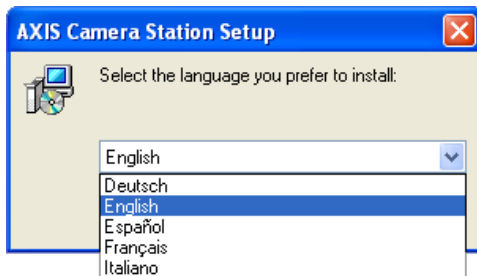 AXIS Camera Station Setup
Select the language you prefer to install:
English
Deutsch
English
Español
Français
Italiano